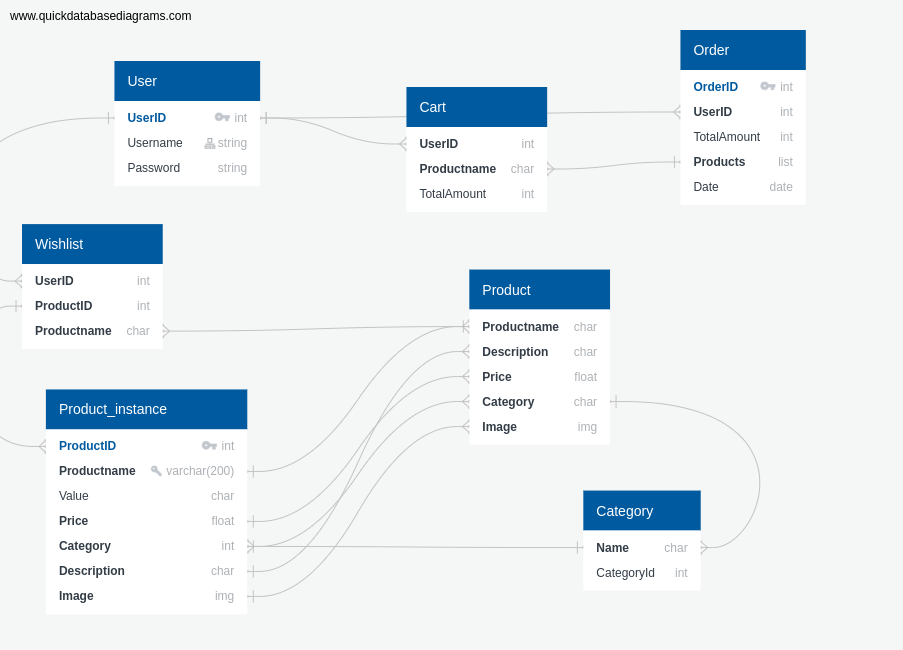 www.quickdatabasediagrams.com
User
UserID int
Username string
Password string
Cart
UserID int
Productname char
TotalAmount int
Order
OrderID int
UserID int
TotalAmount int
Products list
Date date
Wishlist
UserID int
ProductID int
Productname char
Product
Productname char
Description char
Price float
Category char
Image img
Product_instance
ProductID int
Productname varchar(200)
Value char
Price float
Category int
Description char
Image img
Category
Name char
CategoryId int